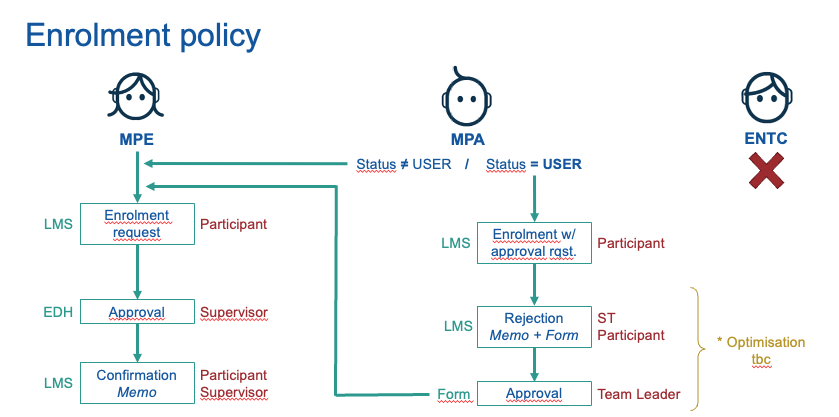 Enrolment policy
MPE
MPA
ENTC
Status ≠ USER / Status = USER
LMS
Enrolment
request
Participant
EDH
Approval
Supervisor
LMS
Confirmation
Memo
Participant
Supervisor
LMS
Enrolment w/
approval rqst.
Participant
LMS
Rejection
Memo + Form
ST
Participant
Form
Approval
Team Leader
* Optimisation
tbc